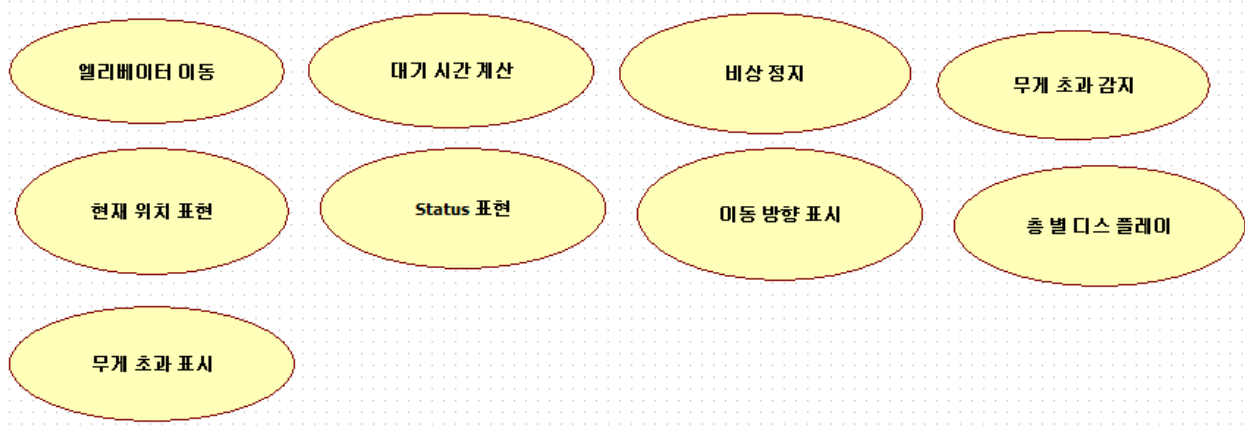 엘리베이터 이동
대기 시간 계산
비상 정지
무게 초과 감지
현재 위치 표현
Status 표현
이동 방향 표시
층 별 디스 플레이
무게 초과 표시